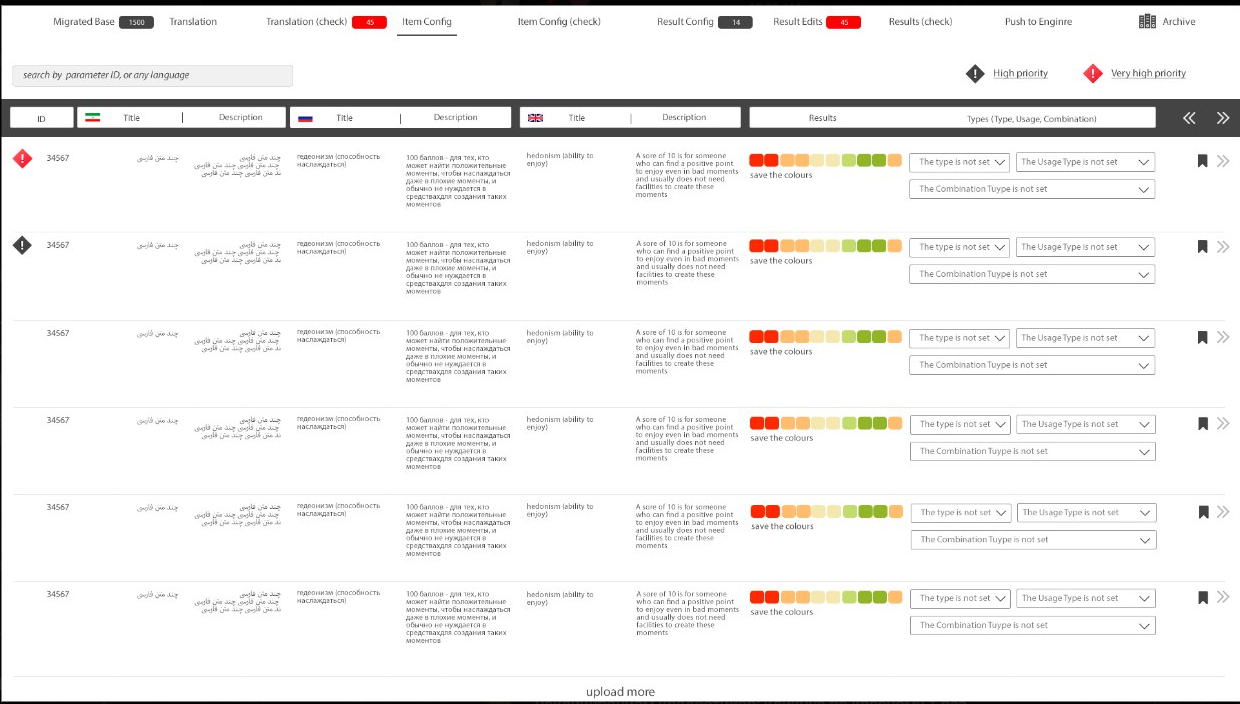 Migrated Base 1500 Translation Translation (check) 45 Item Config Item Config (check) Result Config 14 Result Edits 45 Results (check) Push to Enginre Archive
search by parameter ID, or any language
High priority Very high priority
ID Title | Description Title | Description Title | Description Results Types (Type, Usage, Combination)
34567
چند متن فارسی
چند متن فارسی
چند متن فارسی چند متن فارسی
ند متن فارسی چند متن فارسی
гедеонизм (способность
наслаждаться)
100 баллов - для тех, кто
может найти положительные
моменты, чтобы наслаждаться
даже в плохие моменты, и
обычно не нуждается в
средствахдля создания таких
моментов
hedonism (ability to
enjoy)
A sore of 10 is for someone
who can find a positive point
to enjoy even in bad moments
and usually does not need
facilities to create these
moments
save the colours
The type is not set The Usage Type is not set
The Combination Tuype is not set
34567
چند متن فارسی
چند متن فارسی
چند متن فارسی چند متن فارسی
ند متن فارسی چند متن فارسی
гедеонизм (способность
наслаждаться)
100 баллов - для тех, кто
может найти положительные
моменты, чтобы наслаждаться
даже в плохие моменты, и
обычно не нуждается в
средствахдля создания таких
моментов
hedonism (ability to
enjoy)
A sore of 10 is for someone
who can find a positive point
to enjoy even in bad moments
and usually does not need
facilities to create these
moments
save the colours
The type is not set The Usage Type is not set
The Combination Tuype is not set
34567
چند متن فارسی
چند متن فارسی
چند متن فارسی چند متن فارسی
ند متن فارسی چند متن فارسی
гедеонизм (способность
наслаждаться)
100 баллов - для тех, кто
может найти положительные
моменты, чтобы наслаждаться
даже в плохие моменты, и
обычно не нуждается в
средствахдля создания таких
моментов
hedonism (ability to
enjoy)
A sore of 10 is for someone
who can find a positive point
to enjoy even in bad moments
and usually does not need
facilities to create these
moments
save the colours
The type is not set The Usage Type is not set
The Combination Tuype is not set
34567
چند متن فارسی
چند متن فارسی
چند متن فارسی چند متن فارسی
ند متن فارسی چند متن فارسی
гедеонизм (способность
наслаждаться)
100 баллов - для тех, кто
может найти положительные
моменты, чтобы наслаждаться
даже в плохие моменты, и
обычно не нуждается в
средствахдля создания таких
моментов
hedonism (ability to
enjoy)
A sore of 10 is for someone
who can find a positive point
to enjoy even in bad moments
and usually does not need
facilities to create these
moments
save the colours
The type is not set The Usage Type is not set
The Combination Tuype is not set
34567
چند متن فارسی
چند متن فارسی
چند متن فارسی چند متن فارسی
ند متن فارسی چند متن فارسی
гедеонизм (способность
наслаждаться)
100 баллов - для тех, кто
может найти положительные
моменты, чтобы наслаждаться
даже в плохие моменты, и
обычно не нуждается в
средствахдля создания таких
моментов
hedonism (ability to
enjoy)
A sore of 10 is for someone
who can find a positive point
to enjoy even in bad moments
and usually does not need
facilities to create these
moments
save the colours
The type is not set The Usage Type is not set
The Combination Tuype is not set
34567
چند متن فارسی
چند متن فارسی
چند متن فارسی چند متن فارسی
ند متن فارسی چند متن فارسی
гедеонизм (способность
наслаждаться)
100 баллов - для тех, кто
может найти положительные
моменты, чтобы наслаждаться
даже в плохие моменты, и
обычно не нуждается в
средствахдля создания таких
моментов
hedonism (ability to
enjoy)
A sore of 10 is for someone
who can find a positive point
to enjoy even in bad moments
and usually does not need
facilities to create these
moments
save the colours
The type is not set The Usage Type is not set
The Combination Tuype is not set
upload more